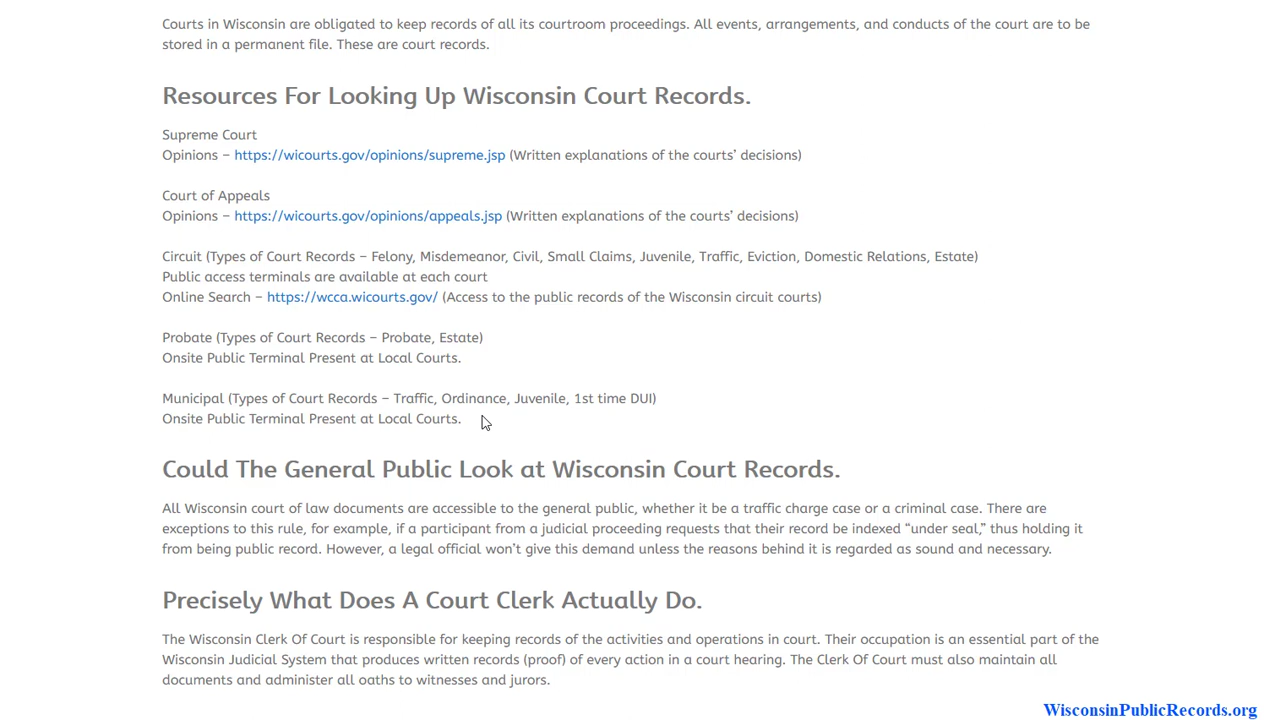 Courts in Wisconsin are obligated to keep records of all its courtroom proceedings. All events, arrangements, and conducts of the court are to be
stored in a permanent file. These are court records.
Resources For Looking Up Wisconsin Court Records.
Supreme Court
Opinions – https://wicourts.gov/opinions/supreme.jsp (Written explanations of the courts’ decisions)
Court of Appeals
Opinions – https://wicourts.gov/opinions/appeals.jsp (Written explanations of the courts’ decisions)
Circuit (Types of Court Records – Felony, Misdemeanor, Civil, Small Claims, Juvenile, Traffic, Eviction, Domestic Relations, Estate)
Public access terminals are available at each court
Online Search – https://wcca.wicourts.gov/ (Access to the public records of the Wisconsin circuit courts)
Probate (Types of Court Records – Probate, Estate)
Onsite Public Terminal Present at Local Courts.
Municipal (Types of Court Records – Traffic, Ordinance, Juvenile, 1st time DUI)
Onsite Public Terminal Present at Local Courts.
Could The General Public Look at Wisconsin Court Records.
All Wisconsin court of law documents are accessible to the general public, whether it be a traffic charge case or a criminal case. There are
exceptions to this rule, for example, if a participant from a judicial proceeding requests that their record be indexed “under seal,” thus holding it
from being public record. However, a legal official won’t give this demand unless the reasons behind it is regarded as sound and necessary.
Precisely What Does A Court Clerk Actually Do.
The Wisconsin Clerk Of Court is responsible for keeping records of the activities and operations in court. Their occupation is an essential part of the
Wisconsin Judicial System that produces written records (proof) of every action in a court hearing. The Clerk Of Court must also maintain all
documents and administer all oaths to witnesses and jurors.
WisconsinPublicRecords.org